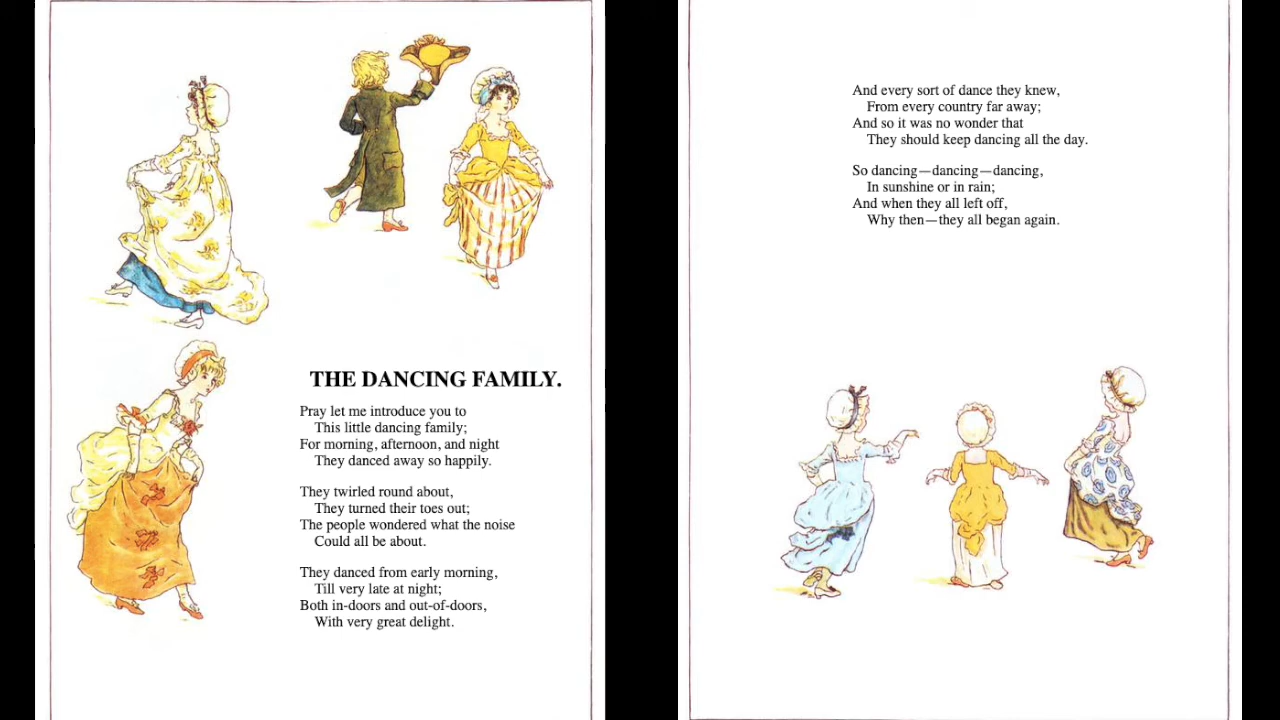 THE DANCING FAMILY.
Pray let me introduce you to
This little dancing family;
For morning, afternoon, and night
They danced away so happily.
They twirled round about,
They turned their toes out;
The people wondered what the noise
Could all be about.
They danced from early morning,
Till very late at night;
Both in-doors and out-of-doors,
With very great delight.
And every sort of dance they knew,
From every country far away;
And so it was no wonder that
They should keep dancing all the day.
So dancing—dancing—dancing,
In sunshine or in rain;
And when they all left off,
Why then—they all began again.